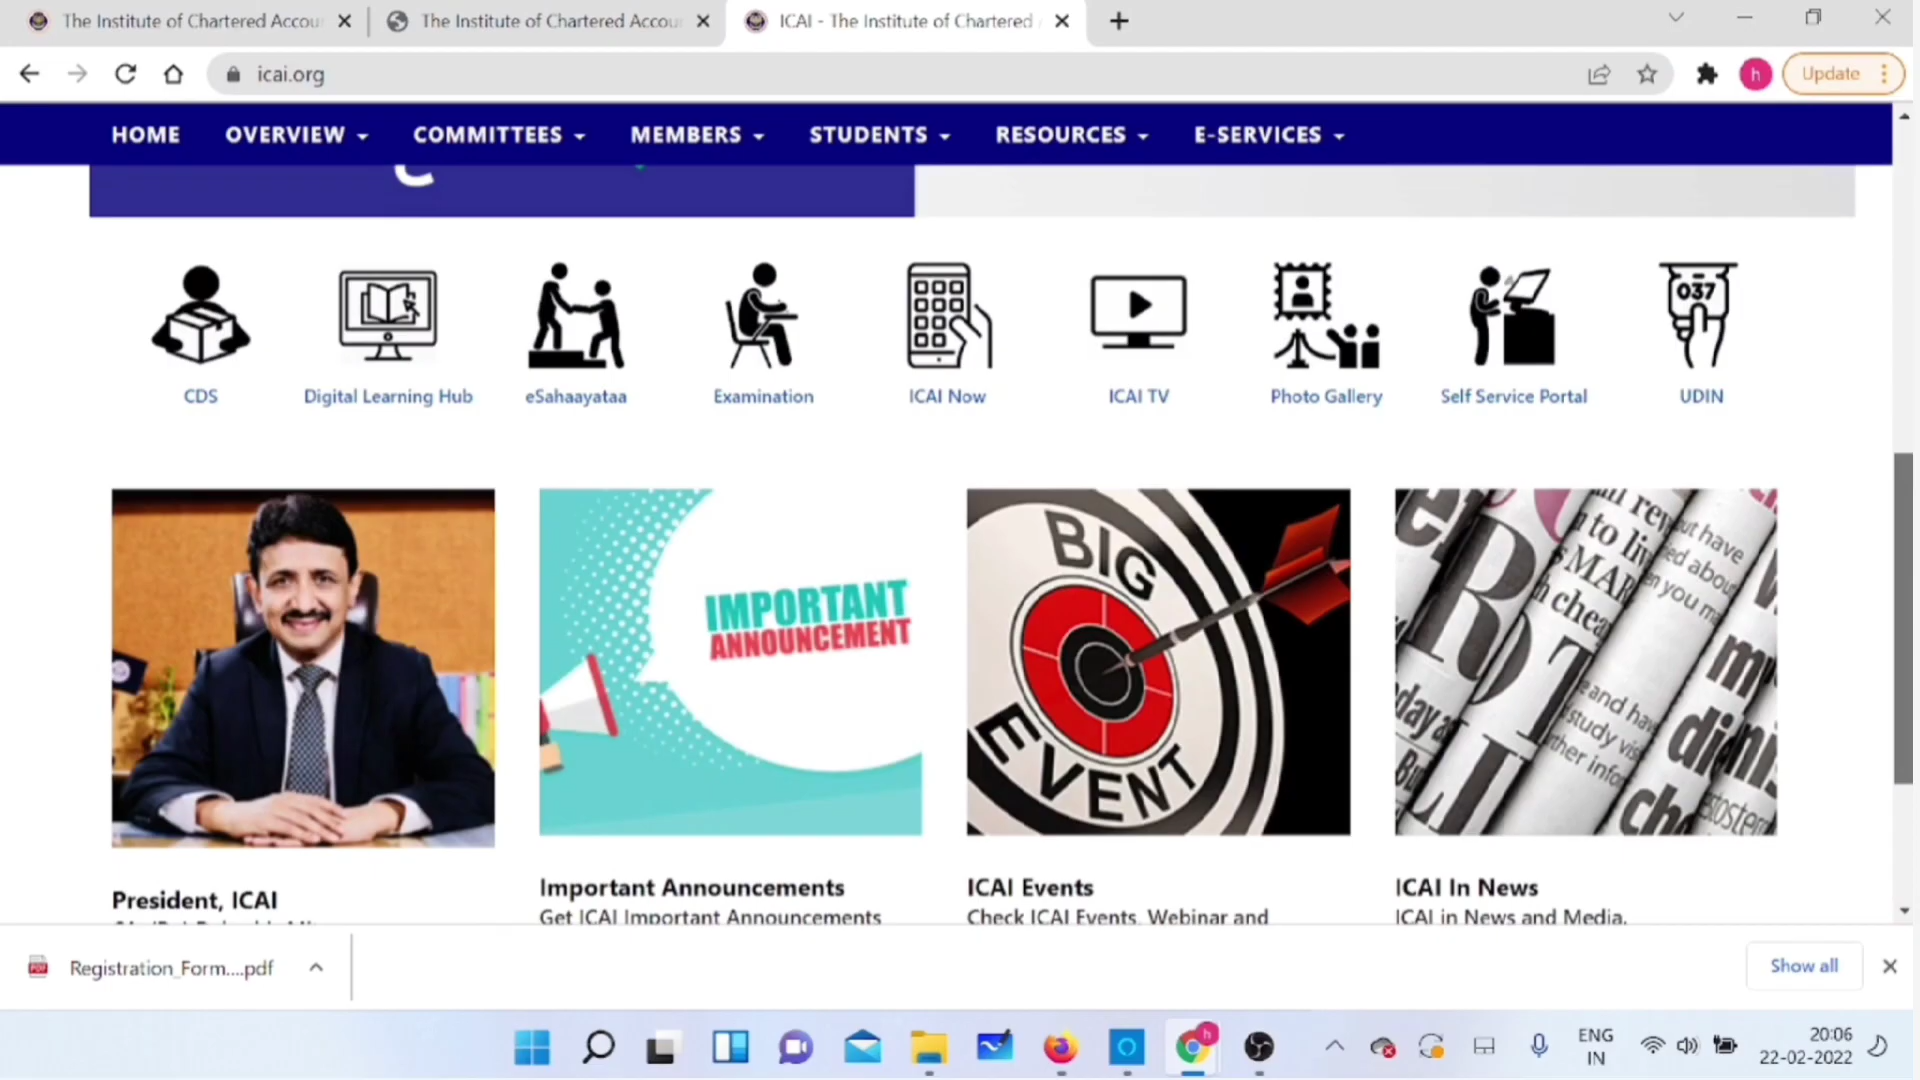 The Institute of Chartered Accou
The Institute of Chartered Accou
ICAI - The Institute of Chartered
icai.org
h
Update
HOME
OVERVIEW
COMMITTEES
MEMBERS
STUDENTS
RESOURCES
E-SERVICES
037
CDS
Digital Learning Hub
eSahaayataa
Examination
ICAI Now
ICAI TV
Photo Gallery
Self Service Portal
UDIN
IMPORTANT
ANNOUNCEMENT
BIG
EVENT
President, ICAI
Important Announcements
Get ICAI Important Announcements
ICAI Events
Check ICAI Events, Webinar and
ICAI In News
ICAI in News and Media.
PDF
Registration_Form....pdf
Show all
h
ENG
IN
20:06
22-02-2022